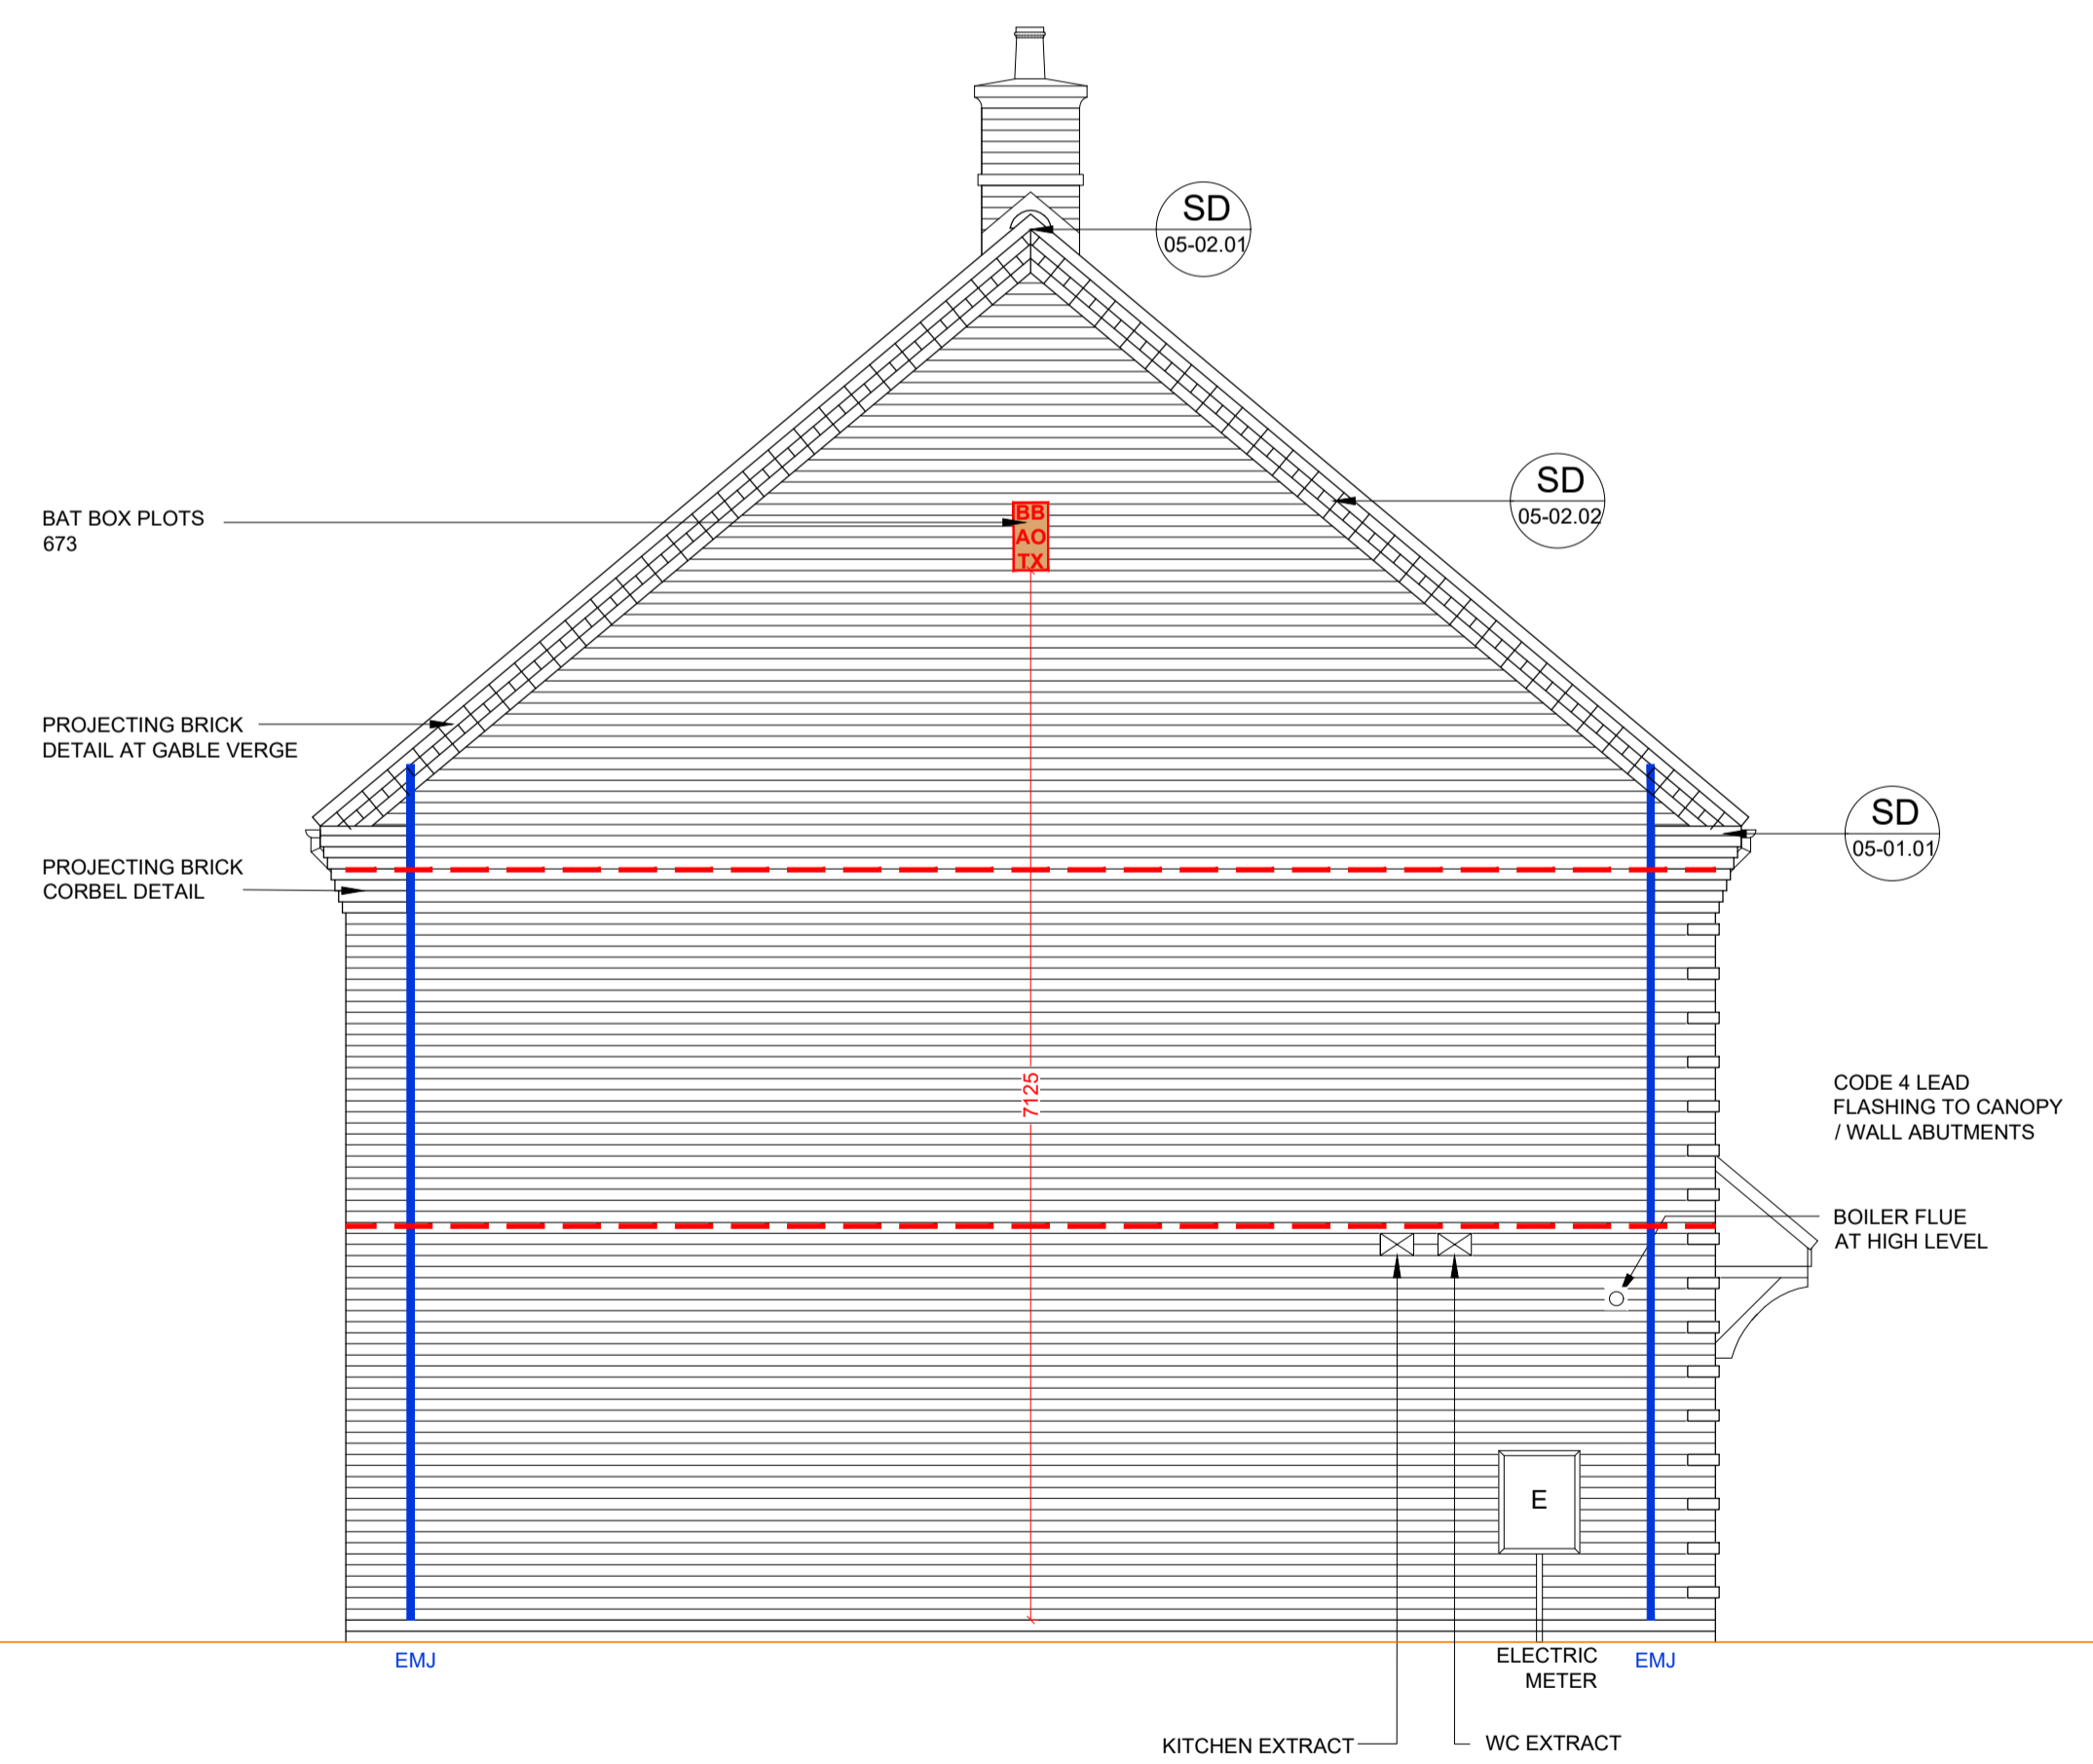 SD
05-02.01
SD
05-02.02
BAT BOX PLOTS
673
BB
AO
TX
PROJECTING BRICK
DETAIL AT GABLE VERGE
SD
05-01.01
PROJECTING BRICK
CORBEL DETAIL
7125
CODE 4 LEAD
FLASHING TO CANOPY
/ WALL ABUTMENTS
BOILER FLUE
AT HIGH LEVEL
E
EMJ
ELECTRIC
METER
EMJ
KITCHEN EXTRACT
WC EXTRACT